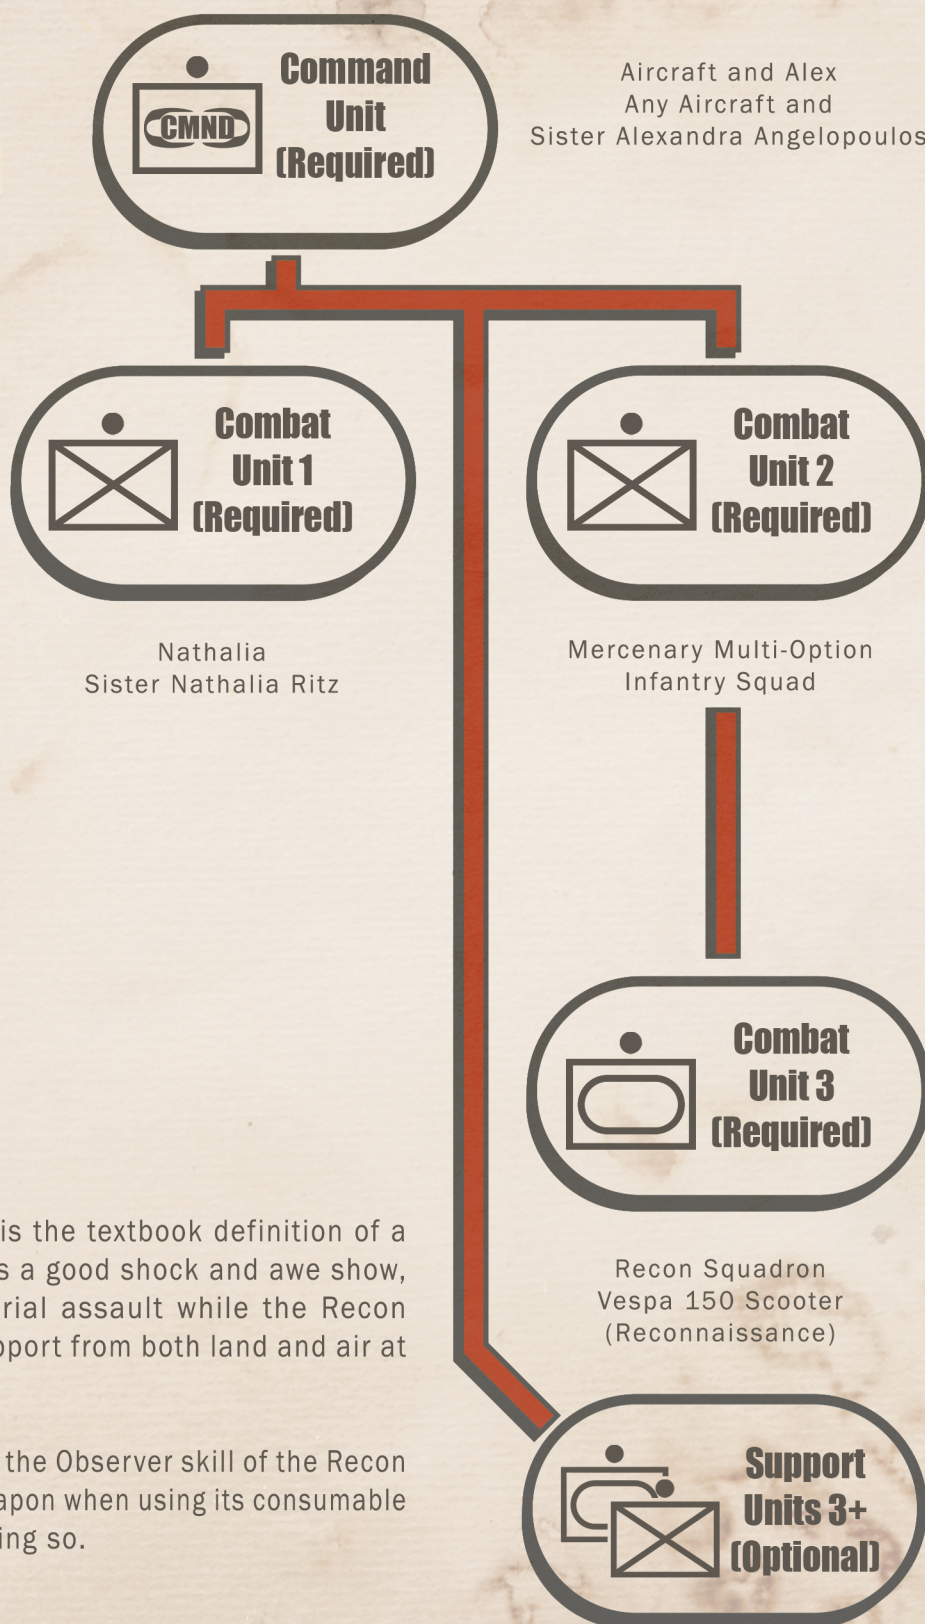 Command
Unit
(Required)
CMND
Aircraft and Alex
Any Aircraft and
Sister Alexandra Angelopoulos
Combat
Unit 1
(Required)
Combat
Unit 2
(Required)
Nathalia
Sister Nathalia Ritz
Mercenary Multi-Option
Infantry Squad
Combat
Unit 3
(Required)
Recon Squadron
Vespa 150 Scooter
(Reconnaissance)
is the textbook definition of a
s a good shock and awe show,
rial assault while the Recon
pport from both land and air at
the Observer skill of the Recon
apon when using its consumable
ing so.
Support
Units 3+
(Optional)